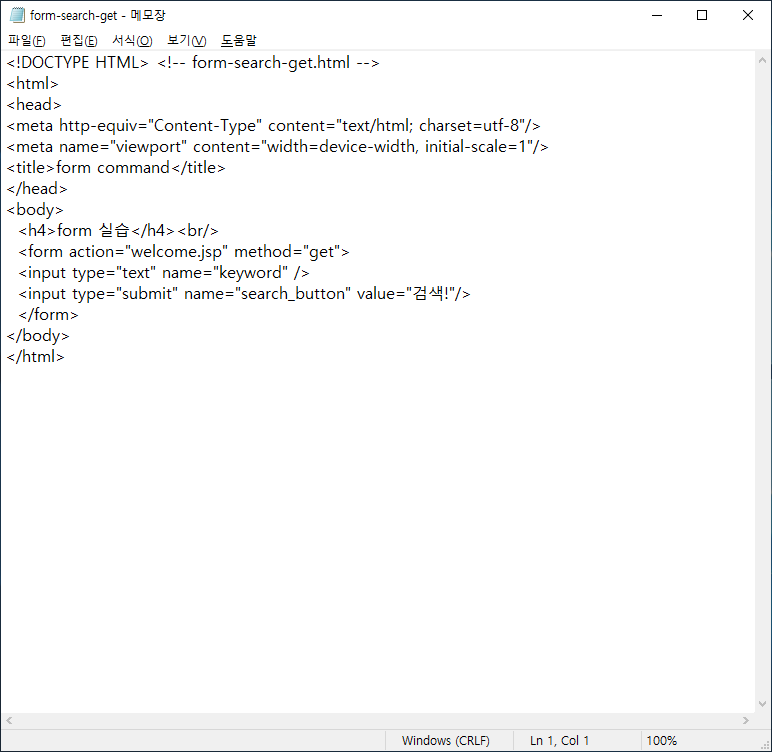 form-search-get - 메모장
파일(F) 편집(E) 서식(O) 보기(V) 도움말
<!DOCTYPE HTML> <!-- form-search-get.html -->
<html>
<head>
<meta http-equiv="Content-Type" content="text/html; charset=utf-8"/>
<meta name="viewport" content="width=device-width, initial-scale=1"/>
<title>form command</title>
</head>
<body>
  <h4>form 실습</h4><br/>
  <form action="welcome.jsp" method="get">
  <input type="text" name="keyword" />
  <input type="submit" name="search_button" value="검색!"/>
  </form>
</body>
</html>
Windows (CRLF) Ln 1, Col 1 100%